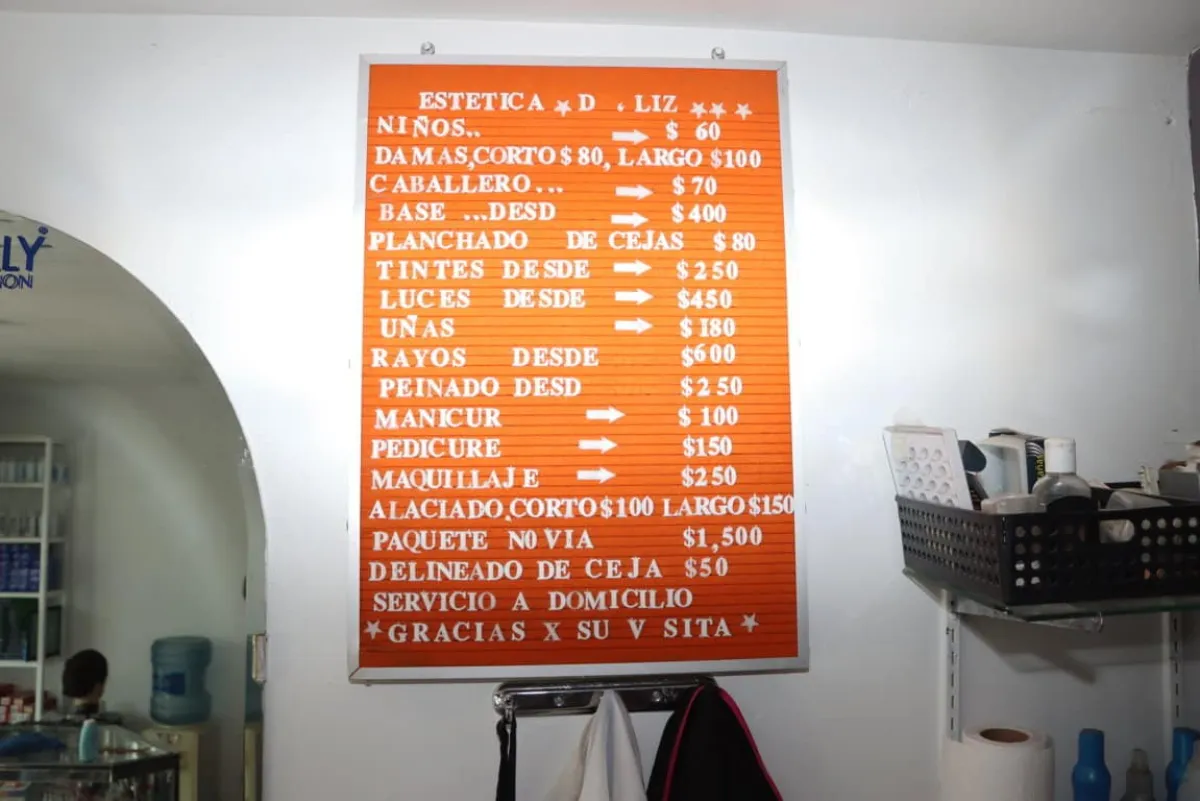 ESTETICA D LIZ
NIÑOS.. $ 60
DAMAS,CORTO $ 80, LARGO $100
CABALLERO... $ 70
BASE ...DESD $ 400
PLANCHADO DE CEJAS $ 80
TINTES DESDE $250
LUCES DESDE $450
UÑAS $ 180
RAYOS DESDE $600
PEINADO DESD $250
MANICUR $ 100
PEDICURE $150
MAQUILLAJE $250
ALACIADO,CORTO $100 LARGO $150
PAQUETE NOVIA $1,500
DELINEADO DE CEJA $50
SERVICIO A DOMICILIO
GRACIAS X SU V SITA